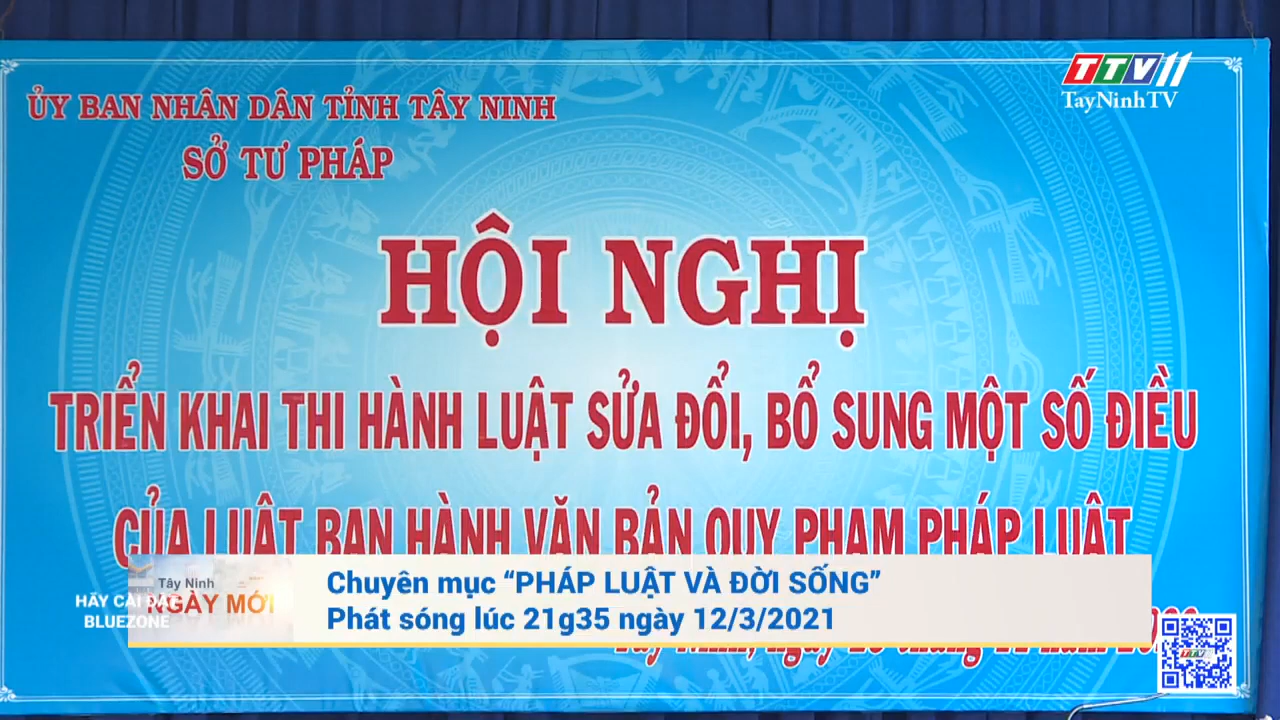 TTV11
TayNinhTV
ỦY BAN NHÂN DÂN TỈNH TÂY NINH
SỞ TƯ PHÁP
HỘI NGHỊ
TRIỂN KHAI THI HÀNH LUẬT SỬA ĐỔI, BỔ SUNG MỘT SỐ ĐIỀU
CỦA LUẬT BAN HÀNH VĂN BẢN QUY PHẠM PHÁP LUẬT
Tây Ninh
NGÀY MỚI
HÃY CÀI ĐẶT
BLUEZONE
Chuyên mục “PHÁP LUẬT VÀ ĐỜI SỐNG”
Phát sóng lúc 21g35 ngày 12/3/2021
TTV